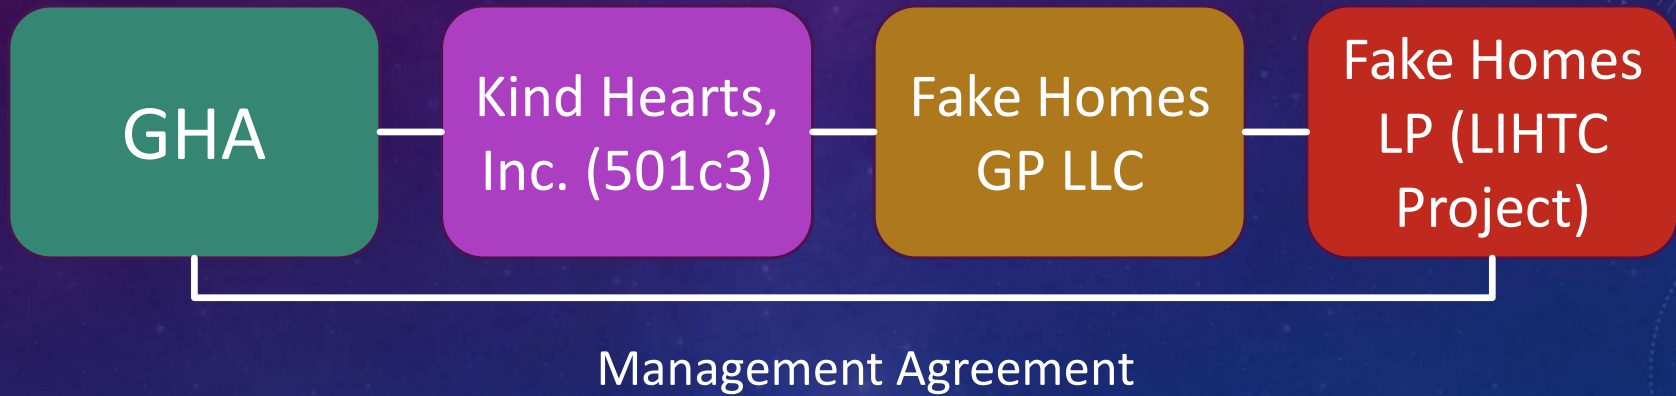 GHA
Kind Hearts,
Inc. (501c3)
Fake Homes
GP LLC
Fake Homes
LP (LIHTC
Project)
Management Agreement